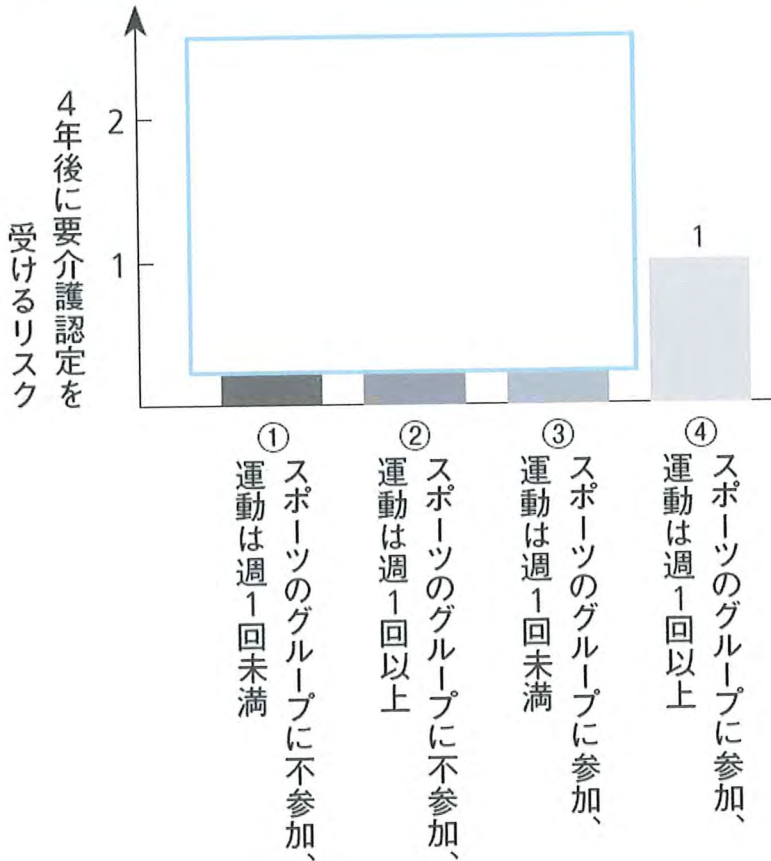 4年後に要介護認定を
受けるリスク
2
1
1
①
スポーツのグループに不参加、
運動は週1回未満
②
スポーツのグループに不参加、
運動は週1回以上
③
スポーツのグループに参加、
運動は週1回未満
④
スポーツのグループに参加、
運動は週1回以上